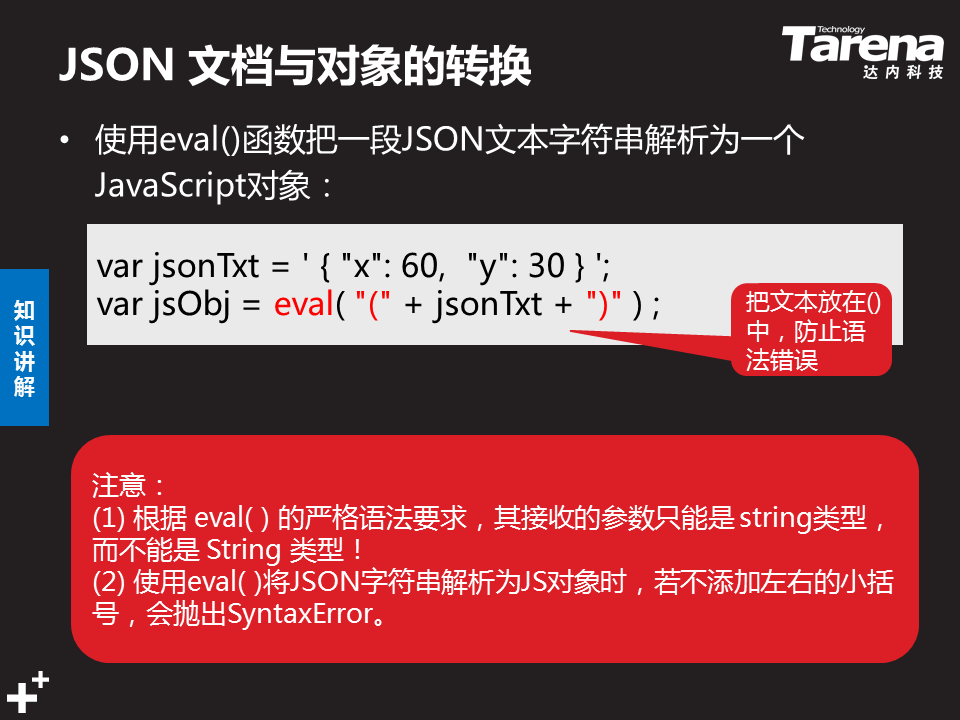 JSON 文档与对象的转换
Technology
Tarena
达内科技
• 使用eval()函数把一段JSON文本字符串解析为一个
JavaScript对象：
var jsonTxt = ' { "x": 60,  "y": 30 } ';
var jsObj = eval( "(" + jsonTxt + ")" ) ;
把文本放在()
中，防止语
法错误
知
识
讲
解
注意：
(1) 根据 eval( ) 的严格语法要求，其接收的参数只能是 string类型，
而不能是 String 类型！
(2) 使用eval( )将JSON字符串解析为JS对象时，若不添加左右的小括
号，会抛出SyntaxError。